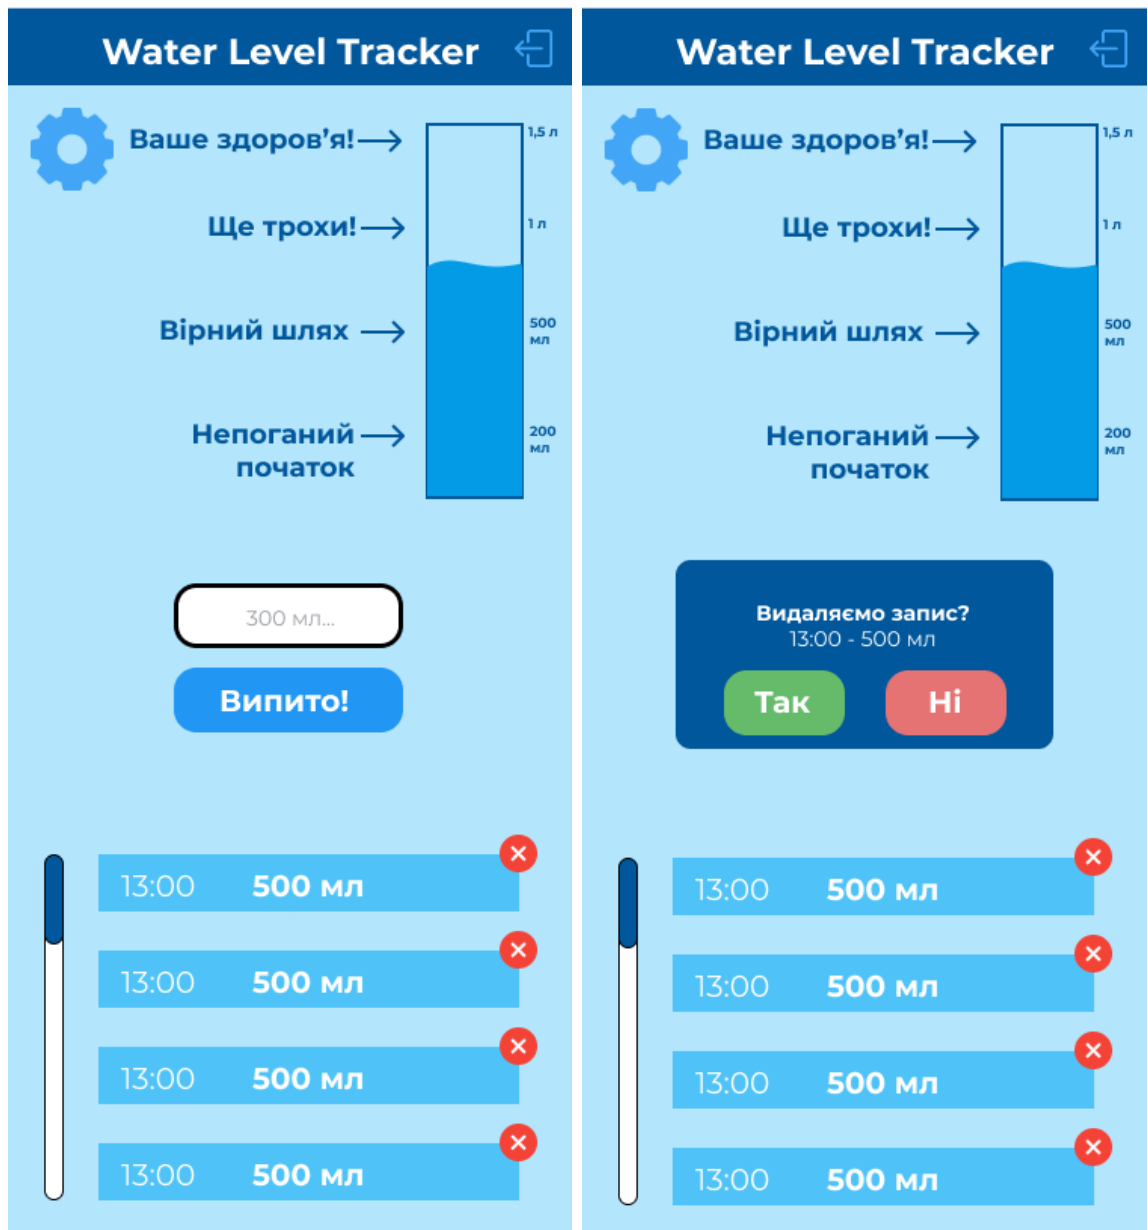 Water Level Tracker
Ваше здоров’я!
1,5 л
Ще трохи!
1 л
Вірний шлях
500
мл
Непоганий
початок
200
мл
300 мл...
Випито!
13:00 500 мл
13:00 500 мл
13:00 500 мл
13:00 500 мл
Water Level Tracker
Ваше здоров’я!
1,5 л
Ще трохи!
1 л
Вірний шлях
500
мл
Непоганий
початок
200
мл
Видаляємо запис?
13:00 - 500 мл
Так Ні
13:00 500 мл
13:00 500 мл
13:00 500 мл
13:00 500 мл